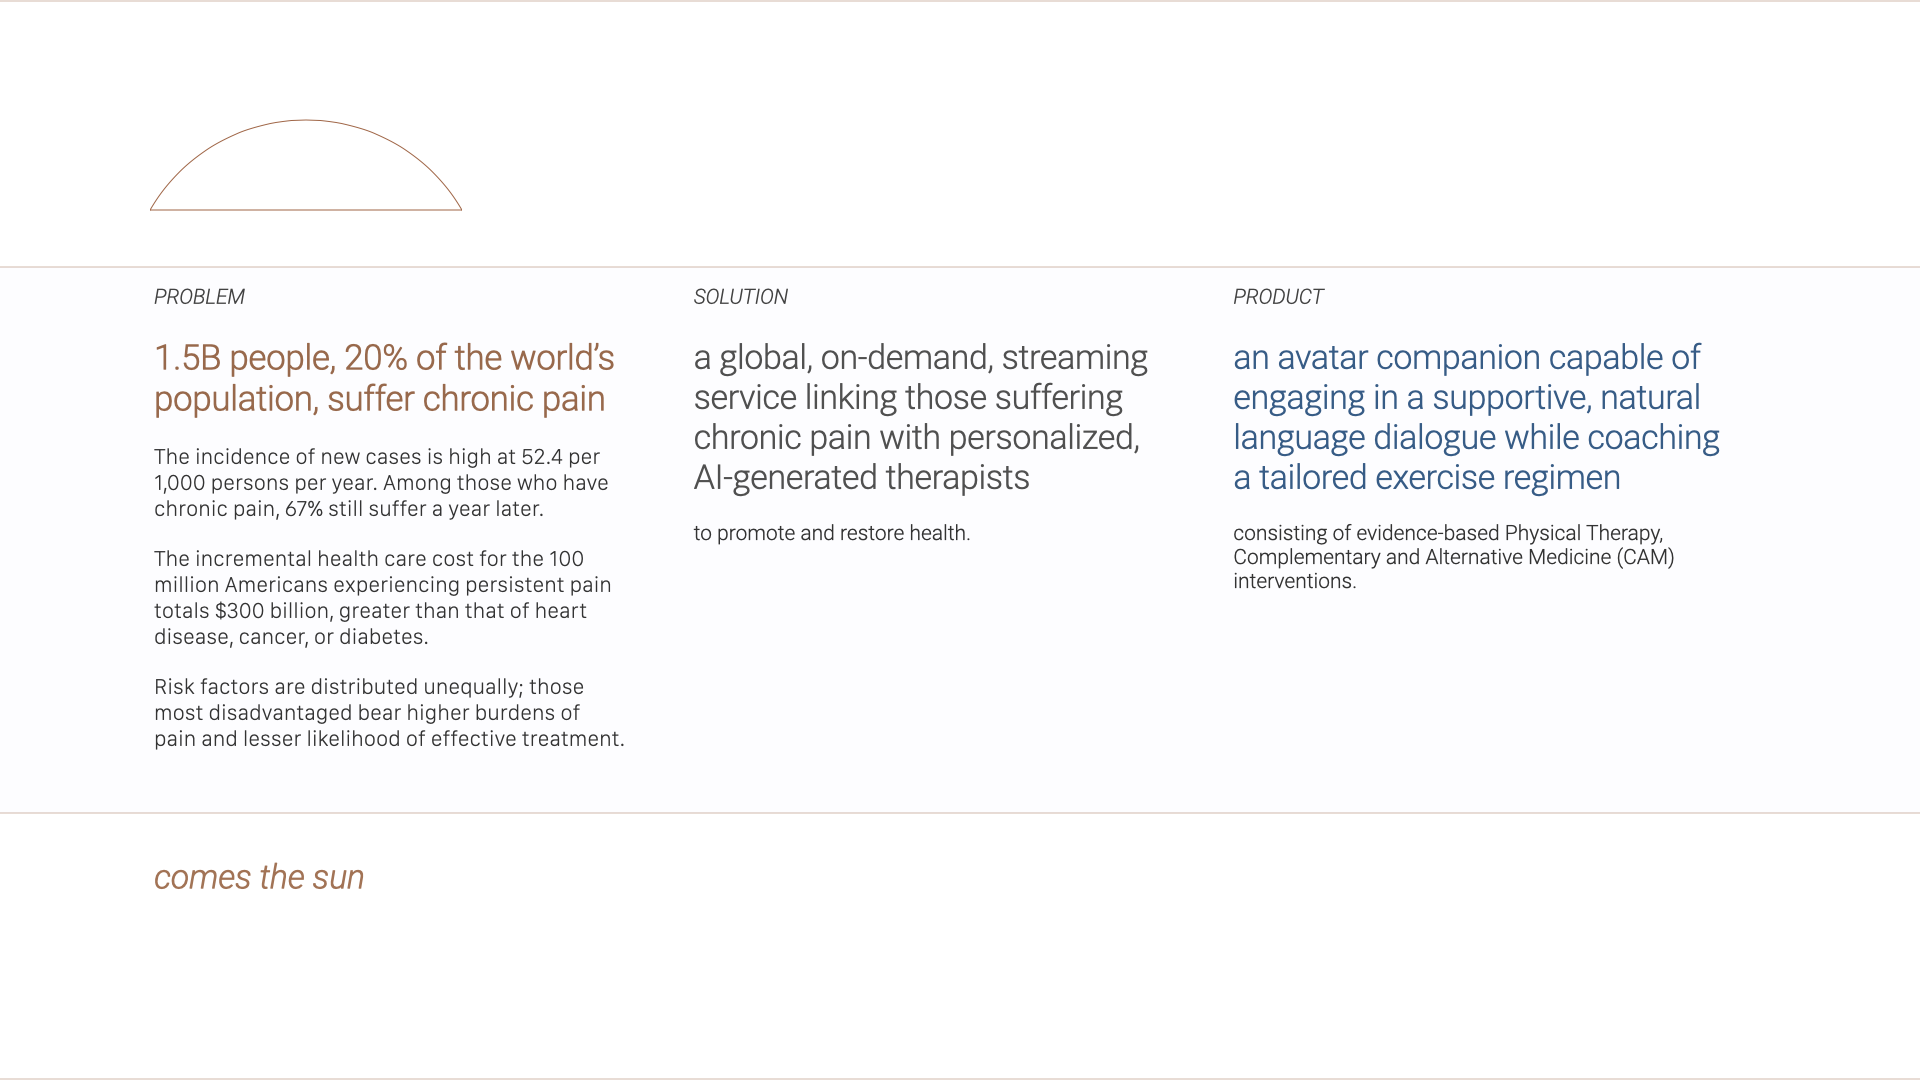 PROBLEM
1.5B people, 20% of the world’s
population, suffer chronic pain
The incidence of new cases is high at 52.4 per
1,000 persons per year. Among those who have
chronic pain, 67% still suffer a year later.
The incremental health care cost for the 100
million Americans experiencing persistent pain
totals $300 billion, greater than that of heart
disease, cancer, or diabetes.
Risk factors are distributed unequally; those
most disadvantaged bear higher burdens of
pain and lesser likelihood of effective treatment.
SOLUTION
a global, on-demand, streaming
service linking those suffering
chronic pain with personalized,
AI-generated therapists
to promote and restore health.
PRODUCT
an avatar companion capable of
engaging in a supportive, natural
language dialogue while coaching
a tailored exercise regimen
consisting of evidence-based Physical Therapy,
Complementary and Alternative Medicine (CAM)
interventions.
comes the sun